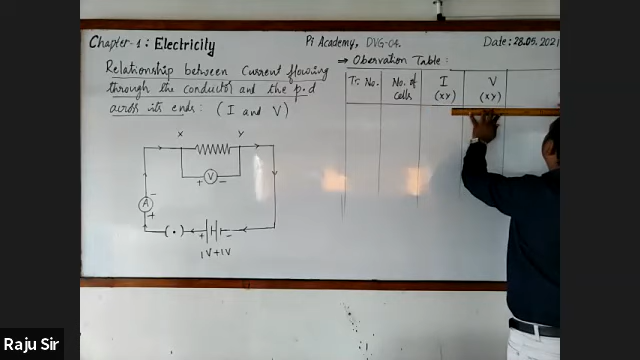 Chapter-1: Electricity
Pi Academy, DVG-04.
Date: 28.05.2021
Relationship between Current flowing
through the conductor and the p.d
across its ends: (I and V)
⇒ Obervation Table:
Tr. No.
No. of
cells
I
(xy)
V
(xy)
X
Y
+ V −
−
A
+
( • )
+
−
1V+1V
Raju Sir